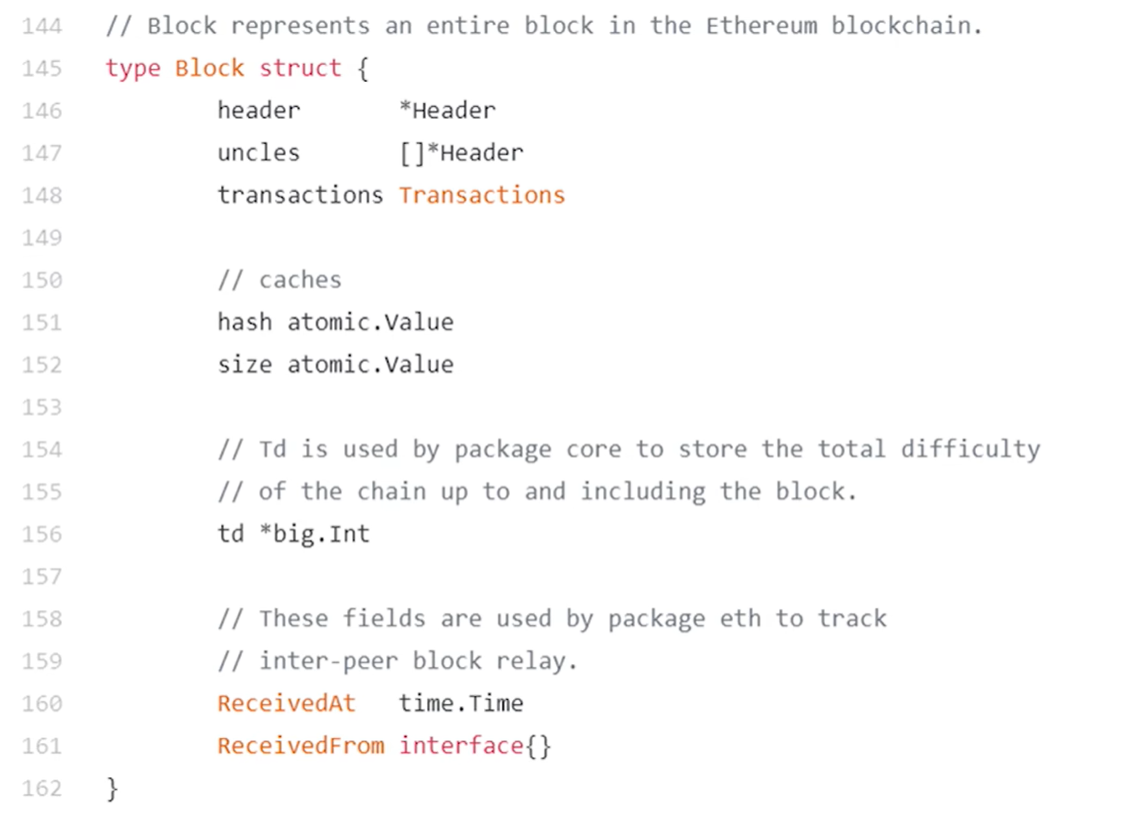 144 // Block represents an entire block in the Ethereum blockchain.
145 type Block struct {
146 header *Header
147 uncles []*Header
148 transactions Transactions
149
150 // caches
151 hash atomic.Value
152 size atomic.Value
153
154 // Td is used by package core to store the total difficulty
155 // of the chain up to and including the block.
156 td *big.Int
157
158 // These fields are used by package eth to track
159 // inter-peer block relay.
160 ReceivedAt time.Time
161 ReceivedFrom interface{}
162 }